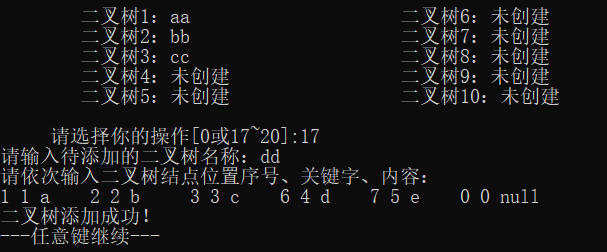 二叉树1：aa 二叉树6：未创建
二叉树2：bb 二叉树7：未创建
二叉树3：cc 二叉树8：未创建
二叉树4：未创建 二叉树9：未创建
二叉树5：未创建 二叉树10：未创建
请选择你的操作[0或17~20]:17
请输入待添加的二叉树名称：dd
请依次输入二叉树结点位置序号、关键字、内容：
1 1 a 2 2 b 3 3 c 6 4 d 7 5 e 0 0 null
二叉树添加成功！
---任意键继续---